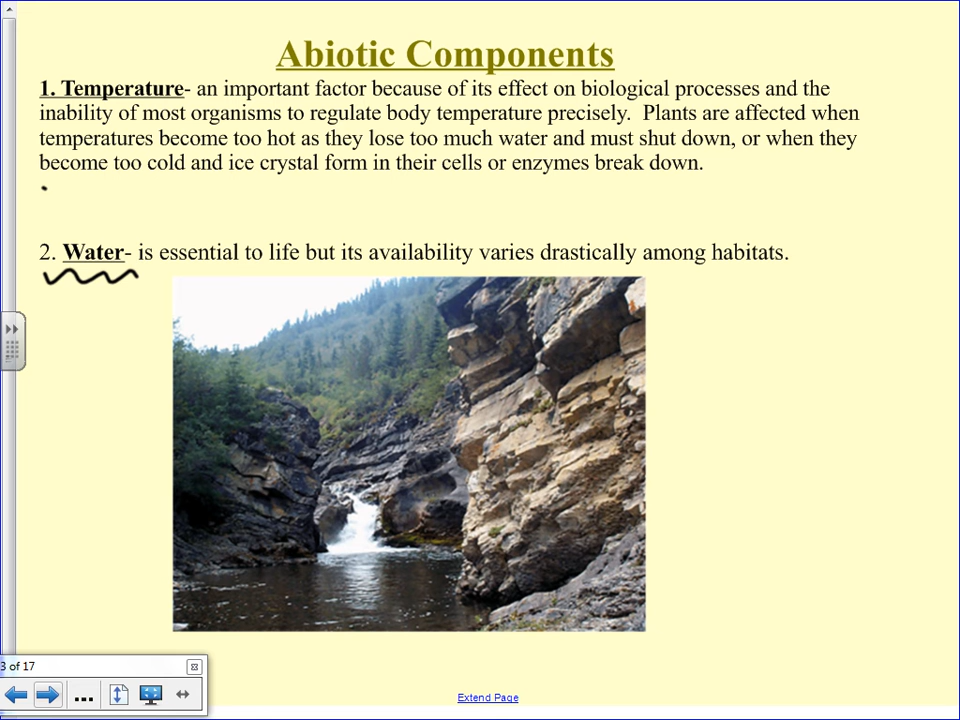 Abiotic Components
1. Temperature- an important factor because of its effect on biological processes and the
inability of most organisms to regulate body temperature precisely.  Plants are affected when
temperatures become too hot as they lose too much water and must shut down, or when they
become too cold and ice crystal form in their cells or enzymes break down.
2. Water- is essential to life but its availability varies drastically among habitats.
3 of 17
Extend Page